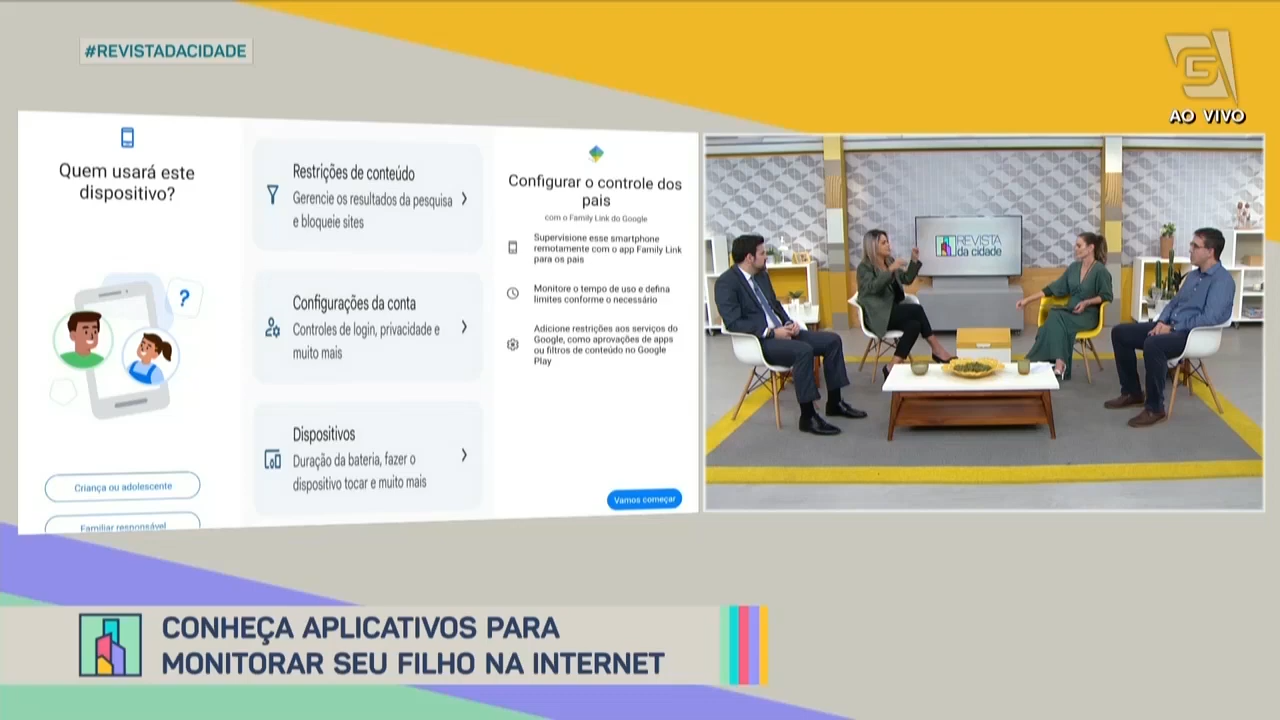 #REVISTADACIDADE
AO VIVO
Quem usará este
dispositivo?
?
Criança ou adolescente
Familiar responsável
Restrições de conteúdo
Gerencie os resultados da pesquisa
e bloqueie sites
Configurações da conta
Controles de login, privacidade e
muito mais
Dispositivos
Duração da bateria, fazer o
dispositivo tocar e muito mais
Configurar o controle dos
pais
com o Family Link do Google
Supervisione esse smartphone
remotamente com o app Family Link
para os pais
Monitore o tempo de uso e defina
limites conforme o necessário
Adicione restrições aos serviços do
Google, como aprovações de apps
ou filtros de conteúdo no Google
Play
Vamos começar
REVISTA
da cidade
CONHEÇA APLICATIVOS PARA
MONITORAR SEU FILHO NA INTERNET